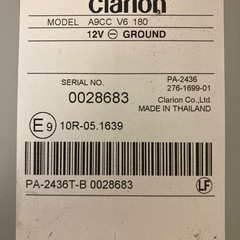 clarion
MODEL A9CC V6 180
12V ⊖ GROUND
SERIAL NO.
0028683
PA-2436
276-1699-01
Clarion Co.,Ltd.
MADE IN THAILAND
E9 10R-05.1639
PA-2436T-B 0028683
LF